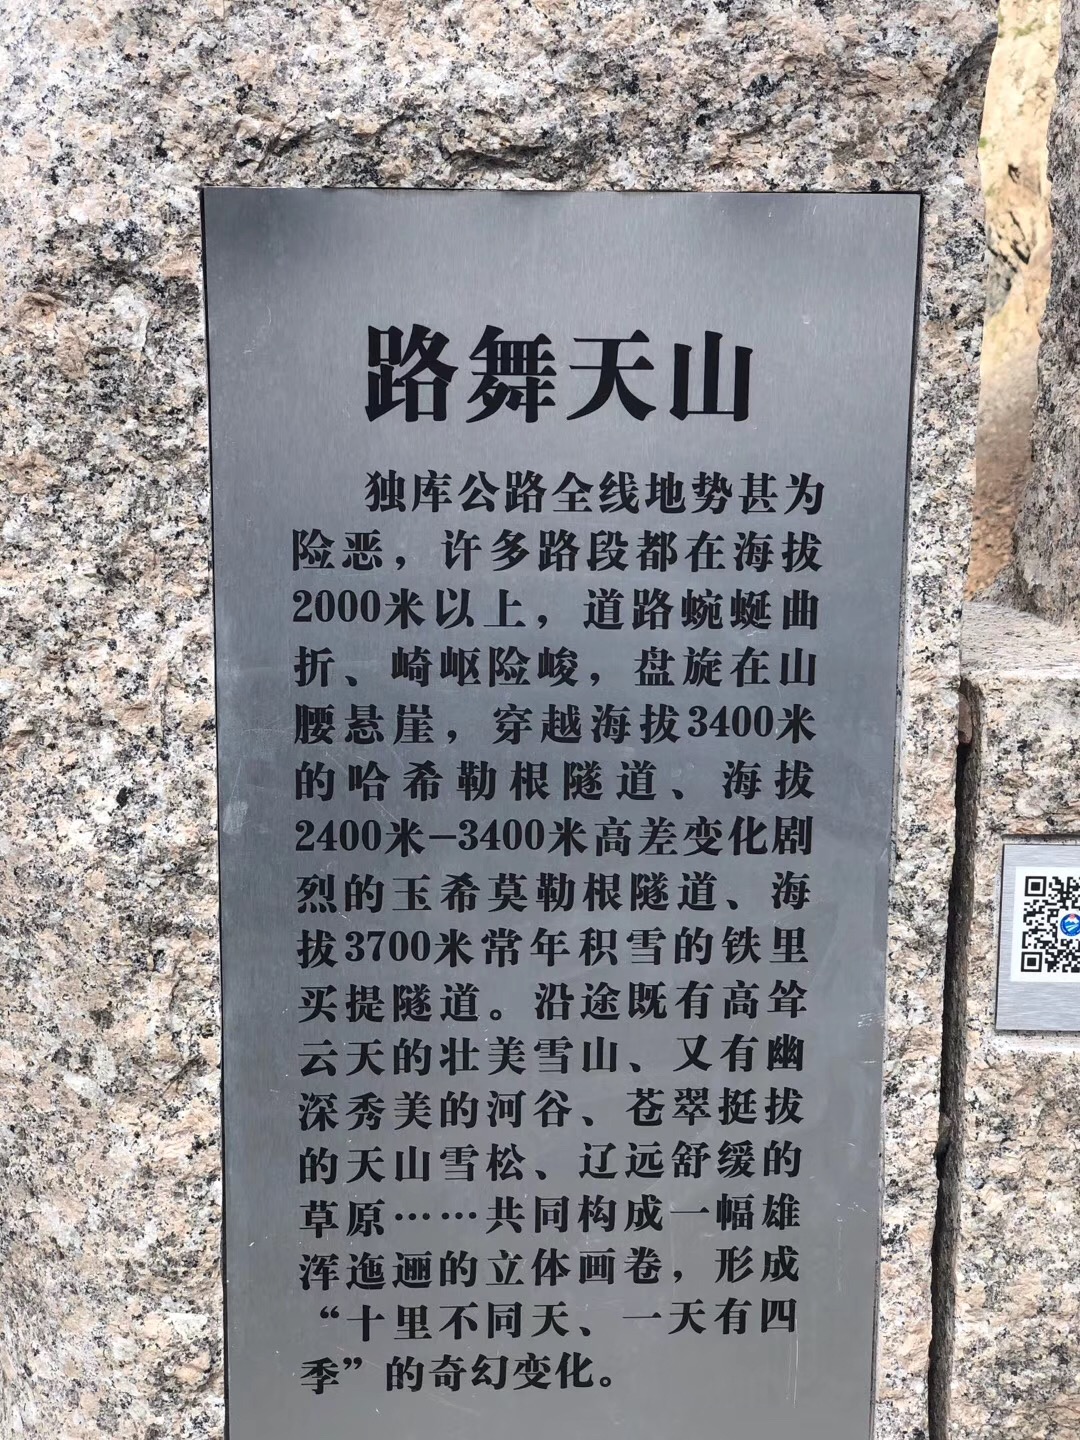 路舞天山
独库公路全线地势甚为
险恶，许多路段都在海拔
2000米以上，道路蜿蜒曲
折、崎岖险峻，盘旋在山
腰悬崖，穿越海拔3400米
的哈希勒根隧道、海拔
2400米—3400米高差变化剧
烈的玉希莫勒根隧道、海
拔3700米常年积雪的铁里
买提隧道。沿途既有高耸
云天的壮美雪山、又有幽
深秀美的河谷、苍翠挺拔
的天山雪松、辽远舒缓的
草原……共同构成一幅雄
浑迤逦的立体画卷，形成
“十里不同天、一天有四
季”的奇幻变化。